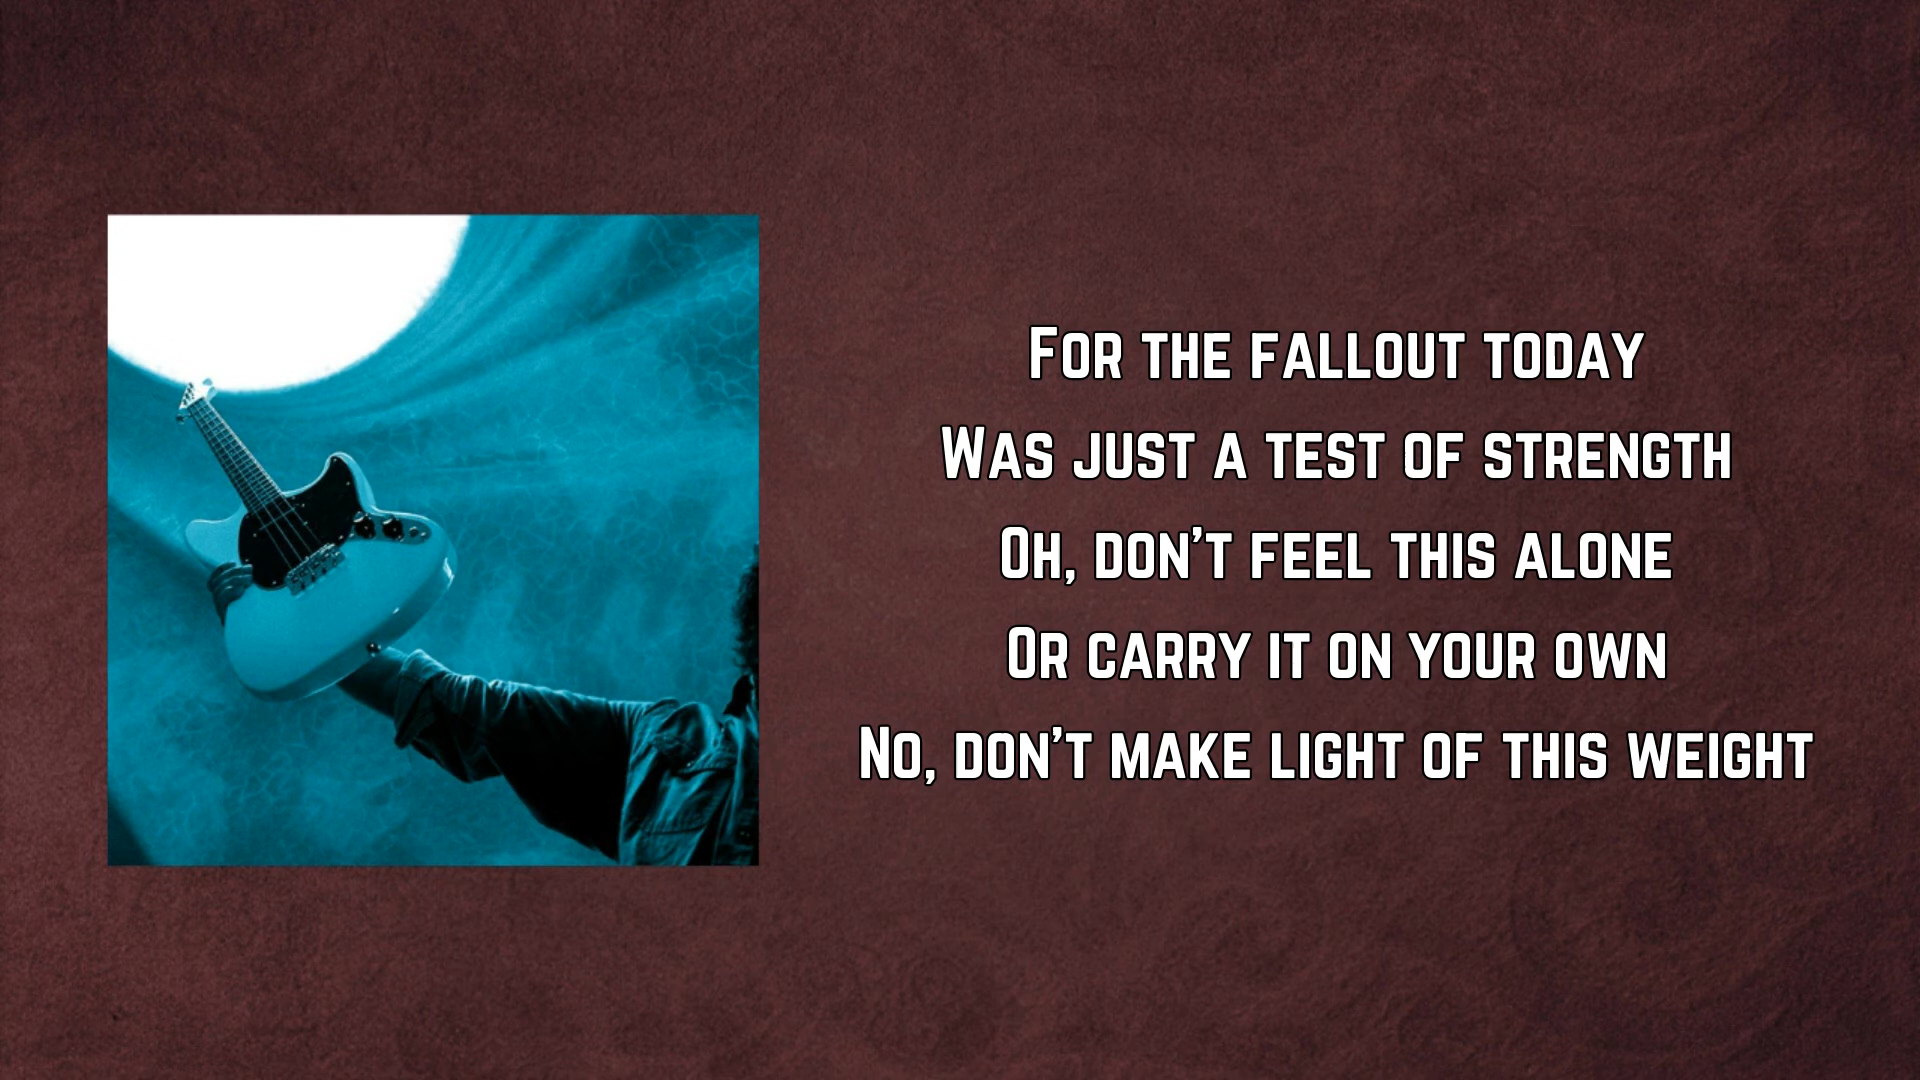 For the fallout today
Was just a test of strength
Oh, don't feel this alone
Or carry it on your own
No, don't make light of this weight